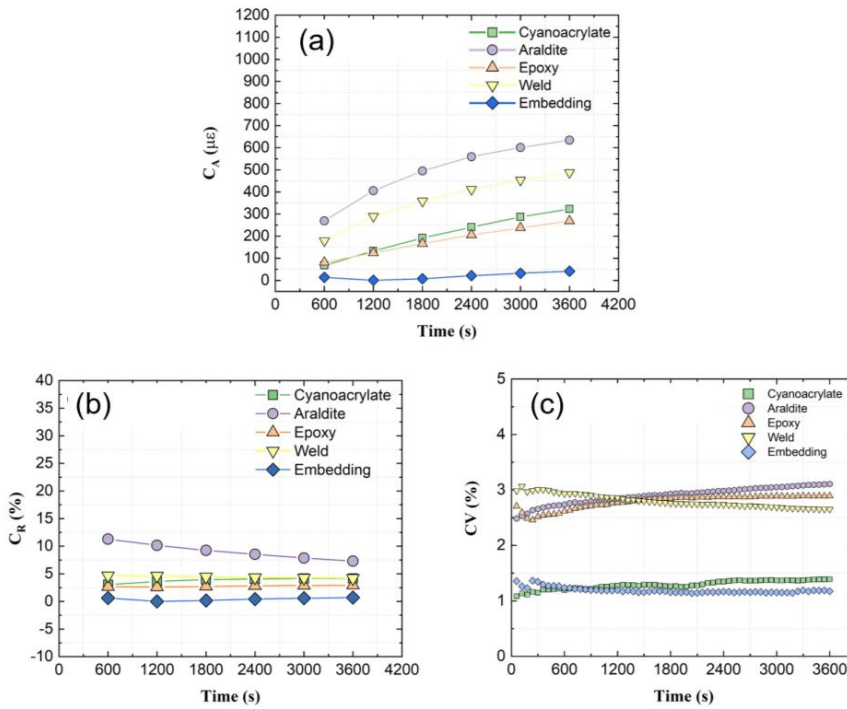 (a)
Cyanoacrylate
Araldite
Epoxy
Weld
Embedding
1200
1100
1000
900
800
700
600
500
400
300
200
100
0
C_A (με)
0 600 1200 1800 2400 3000 3600 4200
Time (s)
(b)
Cyanoacrylate
Araldite
Epoxy
Weld
Embedding
40
35
30
25
20
15
10
5
0
-5
-10
C_R (%)
0 600 1200 1800 2400 3000 3600 4200
Time (s)
(c)
Cyanoacrylate
Araldite
Epoxy
Weld
Embedding
5
4
3
2
1
0
CV (%)
0 600 1200 1800 2400 3000 3600
Time (s)